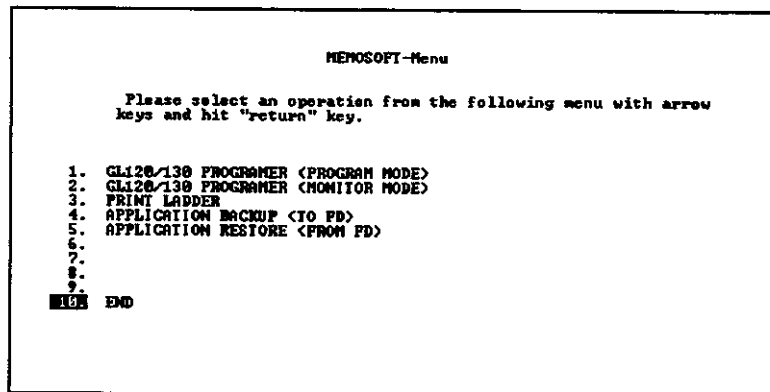 MEMOSOFT-Menu
Please select an operation from the following menu with arrow
keys and hit "return" key.
1. GL120/130 PROGRAMER <PROGRAM MODE>
2. GL120/130 PROGRAMER <MONITOR MODE>
3. PRINT LADDER
4. APPLICATION BACKUP <TO FD>
5. APPLICATION RESTORE <FROM FD>
6.
7.
8.
9.
10. END